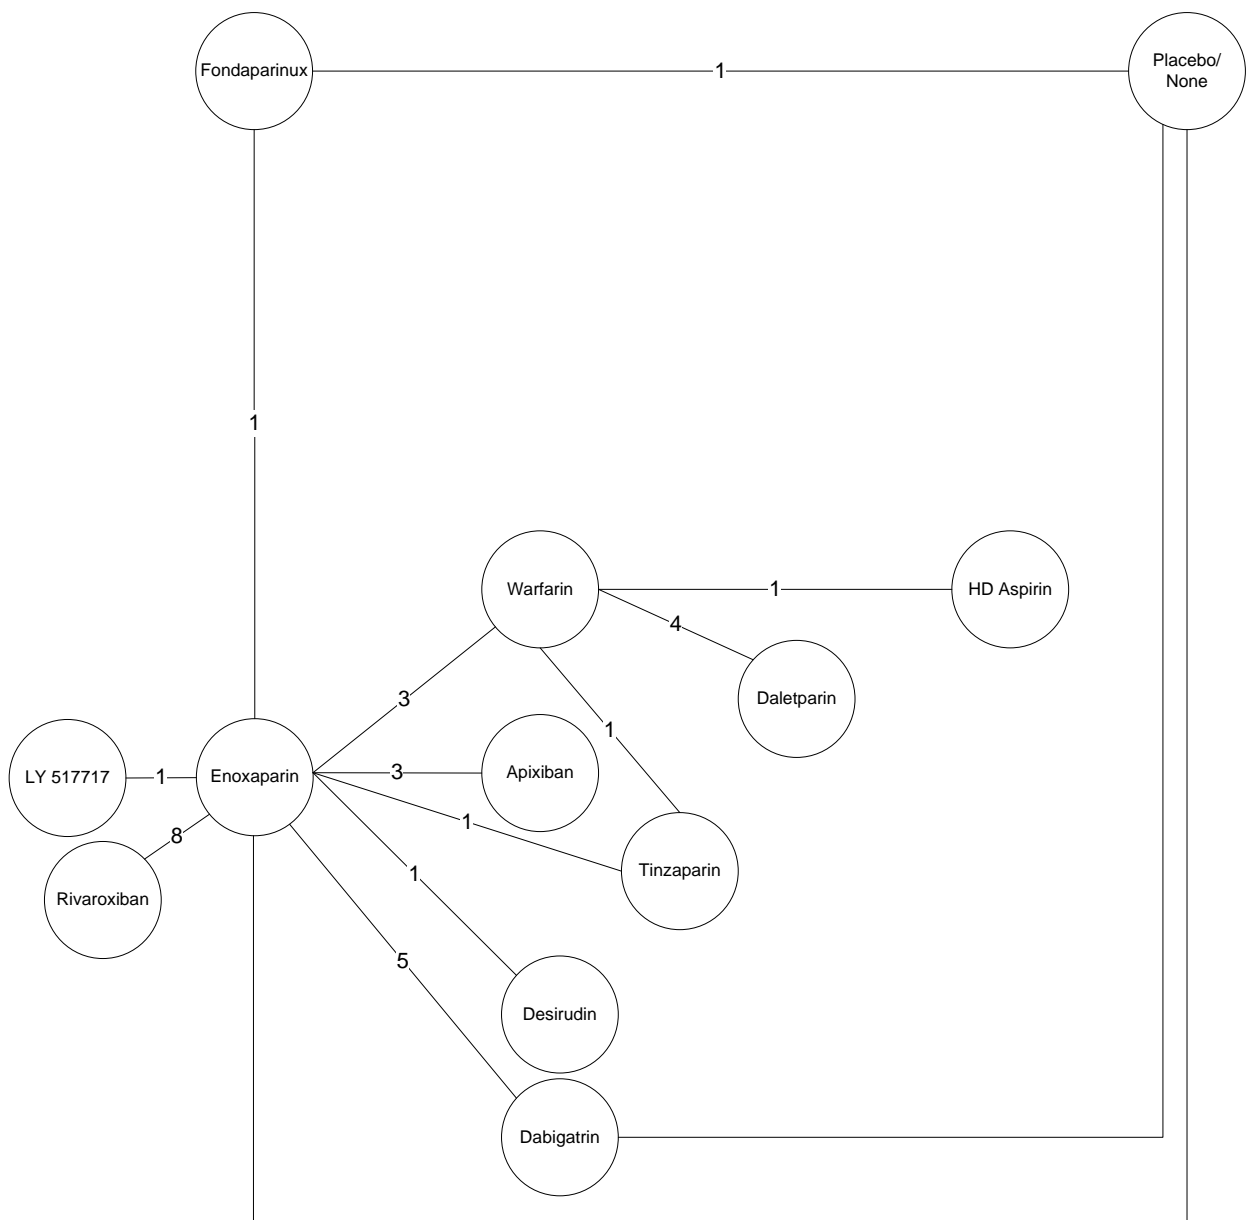 Fondaparinux
1
Placebo/
None
1
Warfarin
1
HD Aspirin
4
Daletparin
3
1
LY 517717
1
Enoxaparin
3
Apixiban
8
1
Tinzaparin
Rivaroxiban
1
5
Desirudin
Dabigatrin